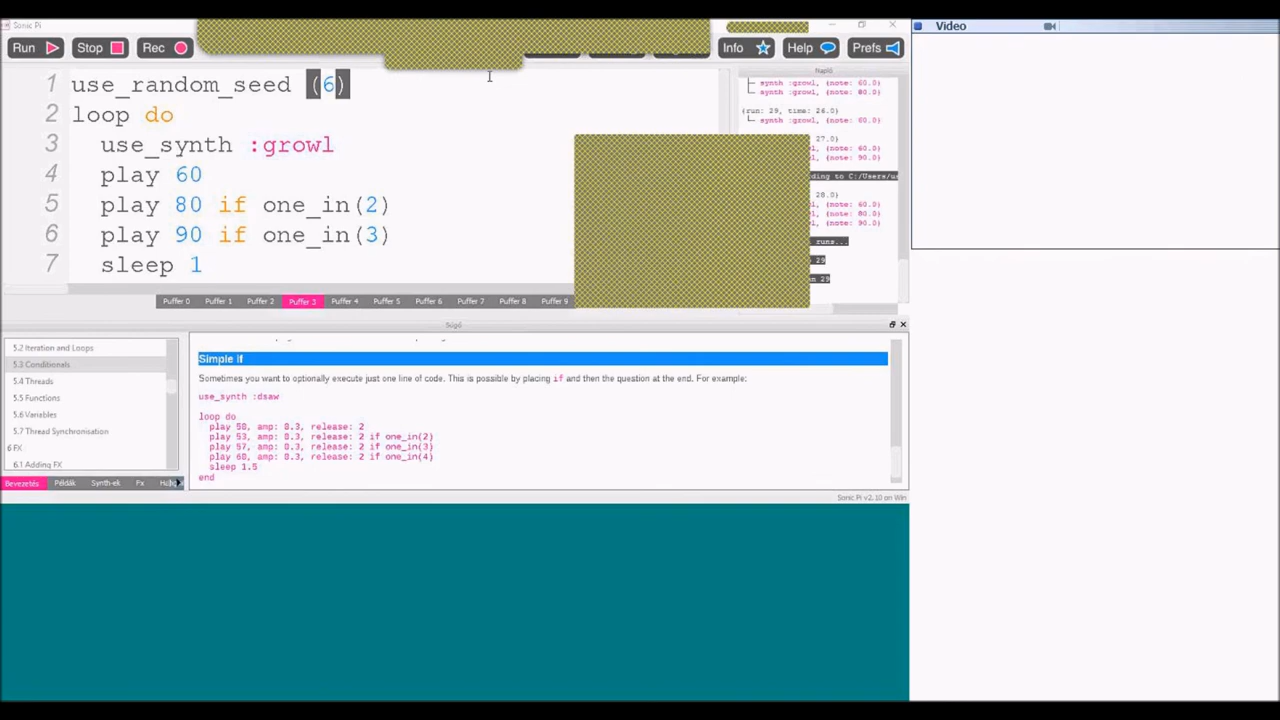 Sonic Pi
Video
Run
Stop
Rec
Info
Help
Prefs
1 use_random_seed (6)
2 loop do
3 use_synth :growl
4 play 60
5 play 80 if one_in(2)
6 play 90 if one_in(3)
7 sleep 1
Napló
synth :growl, {note: 60.0}
synth :growl, {note: 80.0}
{run: 29, time: 26.0}
synth :growl, {note: 60.0}
27.0}
{note: 60.0}
{note: 90.0}
ding to C:/Users/us
28.0}
{note: 60.0}
{note: 80.0}
{note: 90.0}
runs...
29
29
Puffer 0 Puffer 1 Puffer 2 Puffer 3 Puffer 4 Puffer 5 Puffer 6 Puffer 7 Puffer 8 Puffer 9
Súgó
5.2 Iteration and Loops
5.3 Conditionals
5.4 Threads
5.5 Functions
5.6 Variables
5.7 Thread Synchronisation
6 FX
6.1 Adding FX
Bevezetés Példák Synth-ek Fx
Simple If
Sometimes you want to optionally execute just one line of code. This is possible by placing if and then the question at the end. For example:
use_synth :dsaw
loop do
play 50, amp: 0.3, release: 2
play 53, amp: 0.3, release: 2 if one_in(2)
play 57, amp: 0.3, release: 2 if one_in(3)
play 60, amp: 0.3, release: 2 if one_in(4)
sleep 1.5
end
Sonic Pi v2.10 on Win